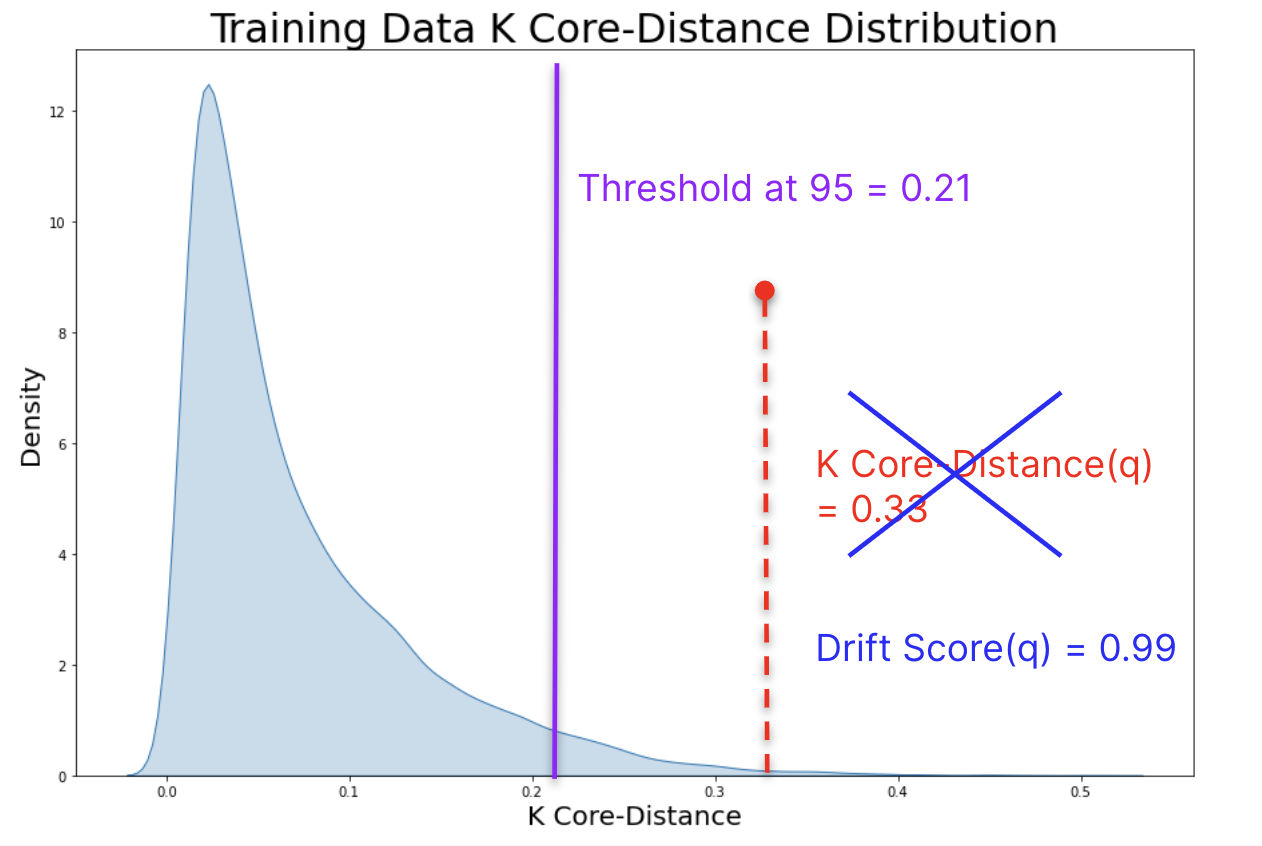 Training Data K Core-Distance Distribution
12
10
8
6
4
2
0
Density
Threshold at 95 = 0.21
K Core-Distance(q)
= 0.33
Drift Score(q) = 0.99
0.0 0.1 0.2 0.3 0.4 0.5
K Core-Distance